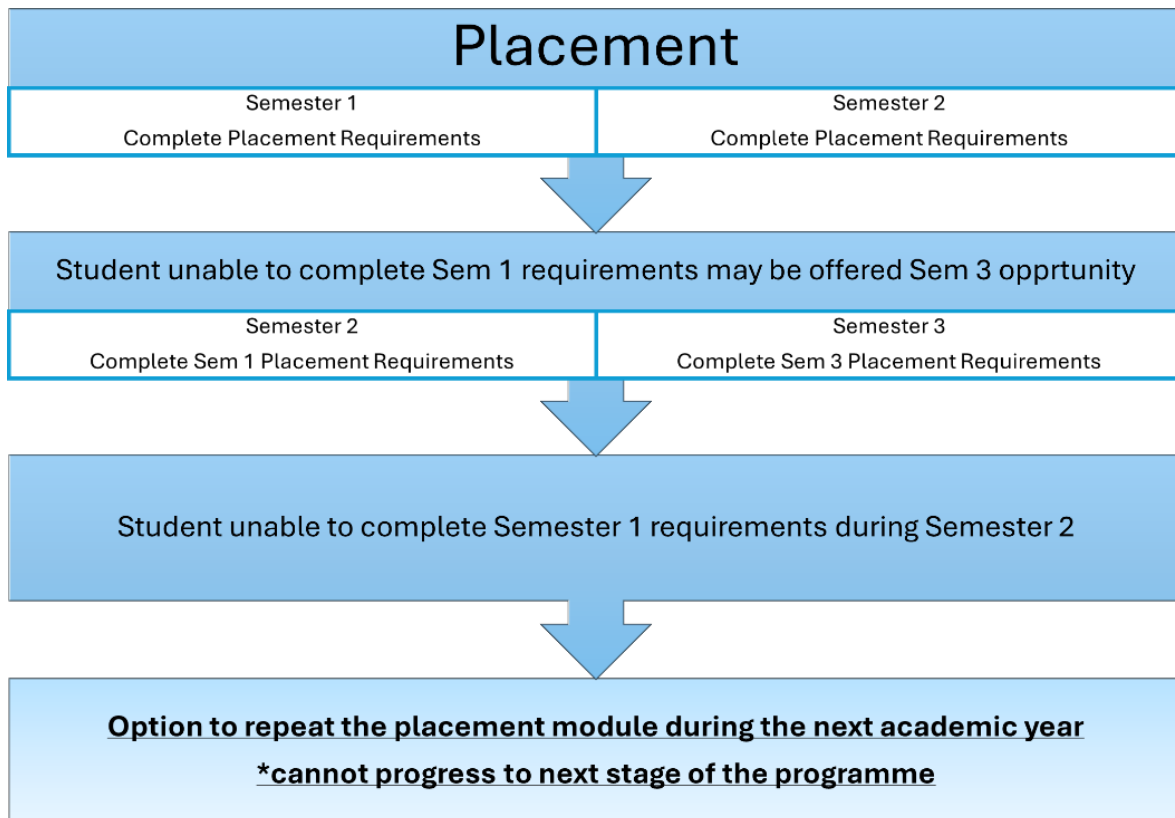 Placement
Semester 1
Complete Placement Requirements
Semester 2
Complete Placement Requirements
Student unable to complete Sem 1 requirements may be offered Sem 3 opprtunity
Semester 2
Complete Sem 1 Placement Requirements
Semester 3
Complete Sem 3 Placement Requirements
Student unable to complete Semester 1 requirements during Semester 2
Option to repeat the placement module during the next academic year
*cannot progress to next stage of the programme